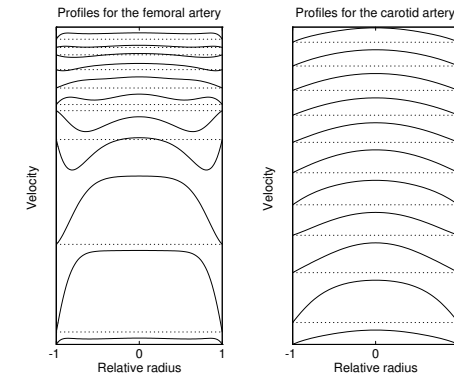 Profiles for the femoral artery
Velocity
-1 0 1
Relative radius
Profiles for the carotid artery
Velocity
-1 0
Relative radius